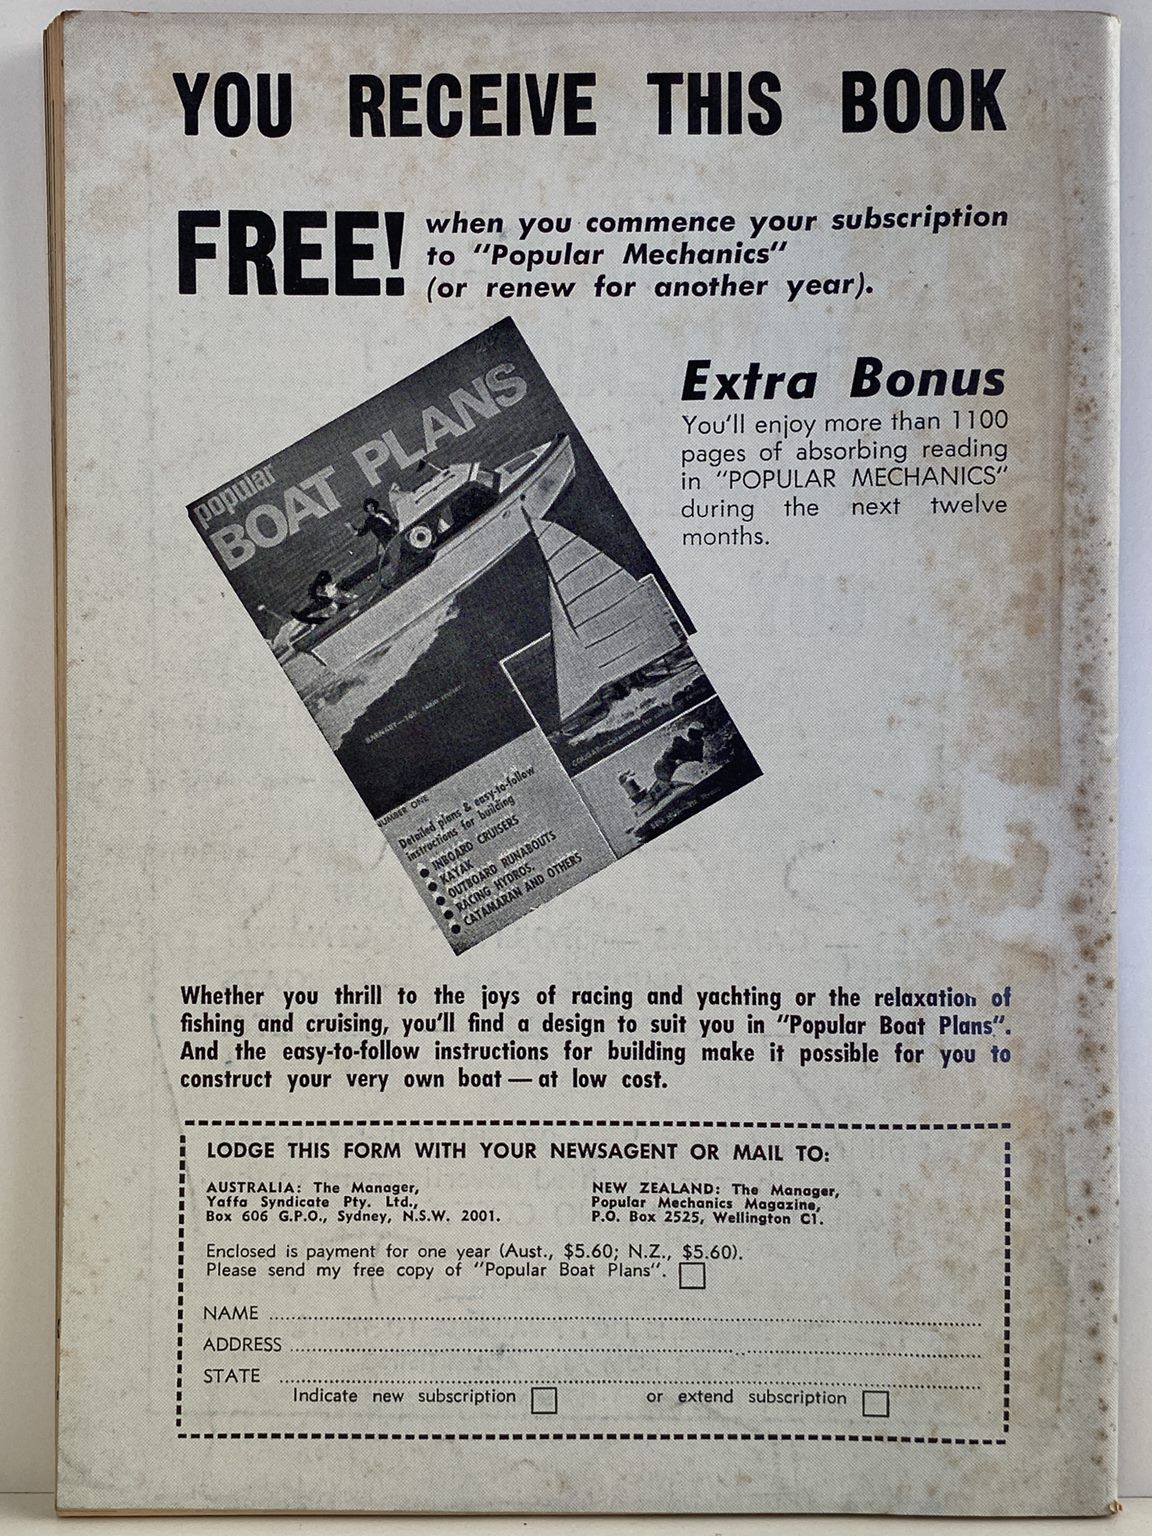 YOU RECEIVE THIS BOOK
FREE!
when you commence your subscription
to "Popular Mechanics"
(or renew for another year).
popular
BOAT PLANS
NUMBER ONE
Detailed plans & easy-to-follow
instructions for building
● INBOARD CRUISERS
● KAYAK
● OUTBOARD RUNABOUTS
● RACING HYDROS.
● CATAMARAN AND OTHERS
Extra Bonus
You'll enjoy more than 1100
pages of absorbing reading
in "POPULAR MECHANICS"
during the next twelve
months.
Whether you thrill to the joys of racing and yachting or the relaxation of
fishing and cruising, you'll find a design to suit you in "Popular Boat Plans".
And the easy-to-follow instructions for building make it possible for you to
construct your very own boat — at low cost.
LODGE THIS FORM WITH YOUR NEWSAGENT OR MAIL TO:
AUSTRALIA: The Manager,
Yaffa Syndicate Pty. Ltd.,
Box 606 G.P.O., Sydney, N.S.W. 2001.
NEW ZEALAND: The Manager,
Popular Mechanics Magazine,
P.O. Box 2525, Wellington C1.
Enclosed is payment for one year (Aust., $5.60; N.Z., $5.60).
Please send my free copy of "Popular Boat Plans".
NAME
ADDRESS
STATE
Indicate new subscription
or extend subscription